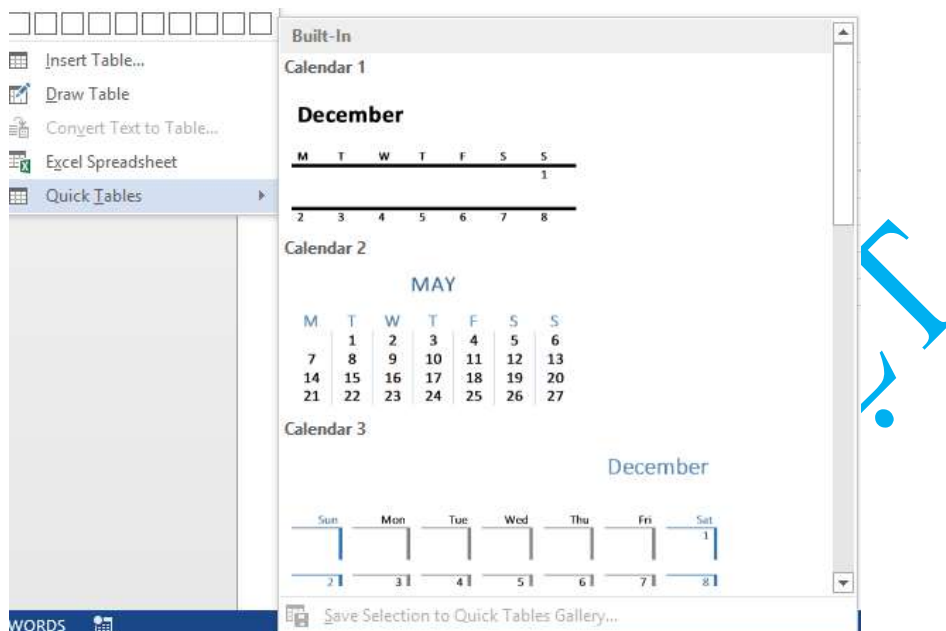 Insert Table...
Draw Table
Convert Text to Table...
Excel Spreadsheet
Quick Tables
WORDS
Built-In
Calendar 1
December
M T W T F S S
1
2 3 4 5 6 7 8
Calendar 2
MAY
M T W T F S S
1 2 3 4 5 6
7 8 9 10 11 12 13
14 15 16 17 18 19 20
21 22 23 24 25 26 27
Calendar 3
December
Sun Mon Tue Wed Thu Fri Sat
1
2 3 4 5 6 7 8
Save Selection to Quick Tables Gallery...